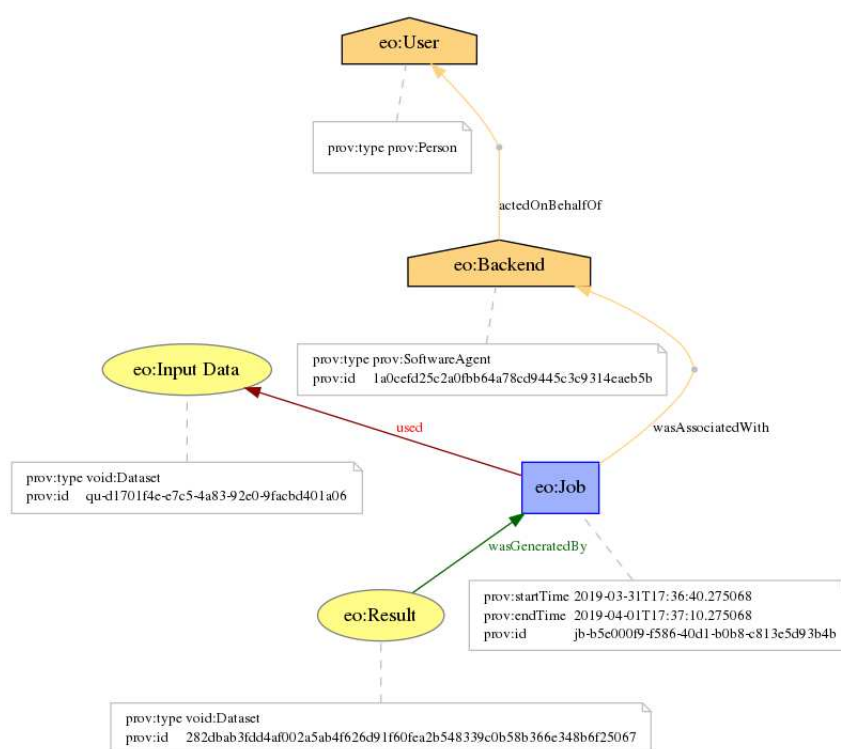 eo:User
prov:type prov:Person
actedOnBehalfOf
eo:Backend
prov:type prov:SoftwareAgent
prov:id 1a0cefd25c2a0fbb64a78cd9445c3c9314eaeb5b
eo:Input Data
used
wasAssociatedWith
prov:type void:Dataset
prov:id qu-d1701f4e-e7c5-4a83-92e0-9facbd401a06
eo:Job
wasGeneratedBy
prov:startTime 2019-03-31T17:36:40.275068
prov:endTime 2019-04-01T17:37:10.275068
prov:id jb-b5e000f9-f586-40d1-b0b8-c813e5d93b4b
eo:Result
prov:type void:Dataset
prov:id 282dbab3fdd4af002a5ab4f626d91f60fea2b548339c0b58b366e348b6f25067